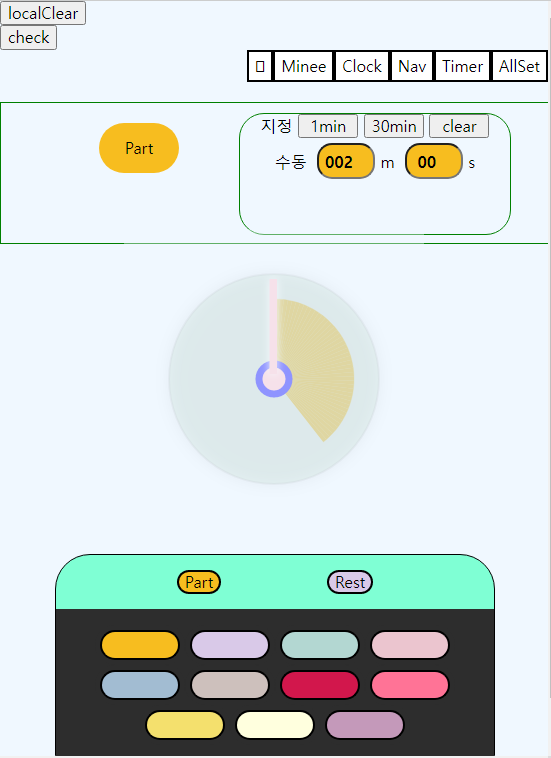 localClear
check
Minee Clock Nav Timer AllSet
Part
지정 1min 30min clear
수동 002 m 00 s
Part Rest